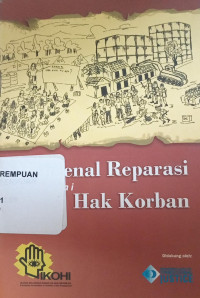 enal Reparasi
i
Hak Korban
REMPUAN
1
Didukung oleh:
IKOHI